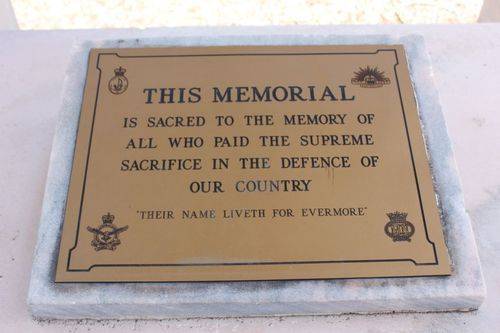 THIS MEMORIAL
IS SACRED TO THE MEMORY OF
ALL WHO PAID THE SUPREME
SACRIFICE IN THE DEFENCE OF
OUR COUNTRY
"THEIR NAME LIVETH FOR EVERMORE"